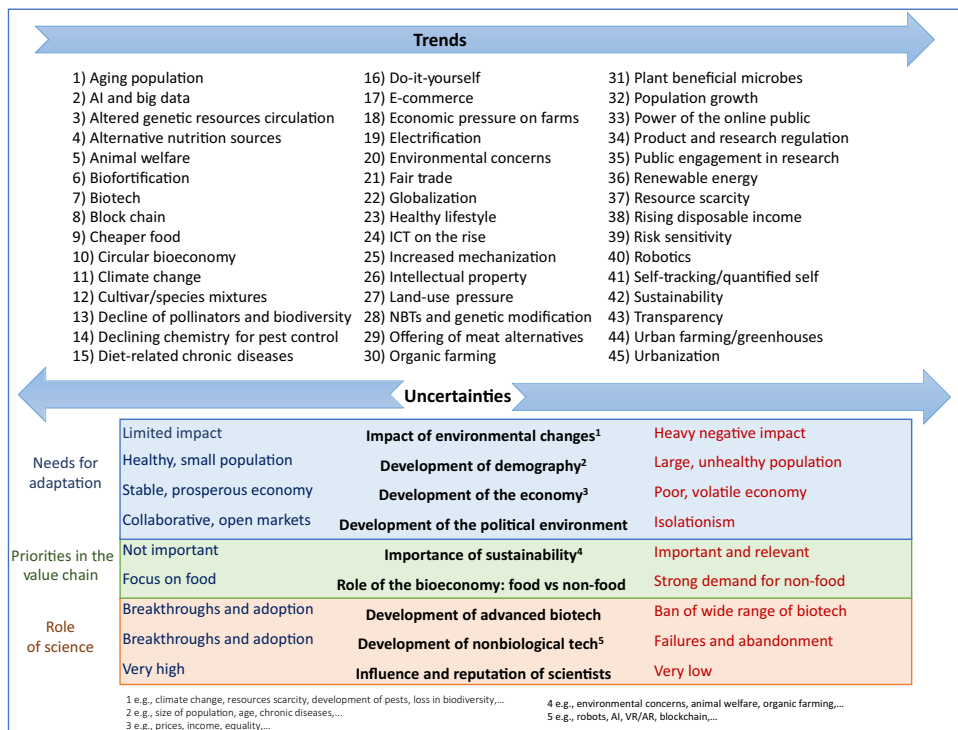 Trends
1) Aging population
2) AI and big data
3) Altered genetic resources circulation
4) Alternative nutrition sources
5) Animal welfare
6) Biofortification
7) Biotech
8) Block chain
9) Cheaper food
10) Circular bioeconomy
11) Climate change
12) Cultivar/species mixtures
13) Decline of pollinators and biodiversity
14) Declining chemistry for pest control
15) Diet-related chronic diseases
16) Do-it-yourself
17) E-commerce
18) Economic pressure on farms
19) Electrification
20) Environmental concerns
21) Fair trade
22) Globalization
23) Healthy lifestyle
24) ICT on the rise
25) Increased mechanization
26) Intellectual property
27) Land-use pressure
28) NBTs and genetic modification
29) Offering of meat alternatives
30) Organic farming
31) Plant beneficial microbes
32) Population growth
33) Power of the online public
34) Product and research regulation
35) Public engagement in research
36) Renewable energy
37) Resource scarcity
38) Rising disposable income
39) Risk sensitivity
40) Robotics
41) Self-tracking/quantified self
42) Sustainability
43) Transparency
44) Urban farming/greenhouses
45) Urbanization
Uncertainties
Needs for
adaptation
Limited impact Impact of environmental changes¹ Heavy negative impact
Healthy, small population Development of demography² Large, unhealthy population
Stable, prosperous economy Development of the economy³ Poor, volatile economy
Collaborative, open markets Development of the political environment Isolationism
Priorities in the
value chain
Not important Importance of sustainability⁴ Important and relevant
Focus on food Role of the bioeconomy: food vs non-food Strong demand for non-food
Role
of science
Breakthroughs and adoption Development of advanced biotech Ban of wide range of biotech
Breakthroughs and adoption Development of nonbiological tech⁵ Failures and abandonment
Very high Influence and reputation of scientists Very low
1 e.g., climate change, resources scarcity, development of pests, loss in biodiversity,...
2 e.g., size of population, age, chronic diseases,...
3 e.g., prices, income, equality,...
4 e.g., environmental concerns, animal welfare, organic farming,...
5 e.g., robots, AI, VR/AR, blockchain,...